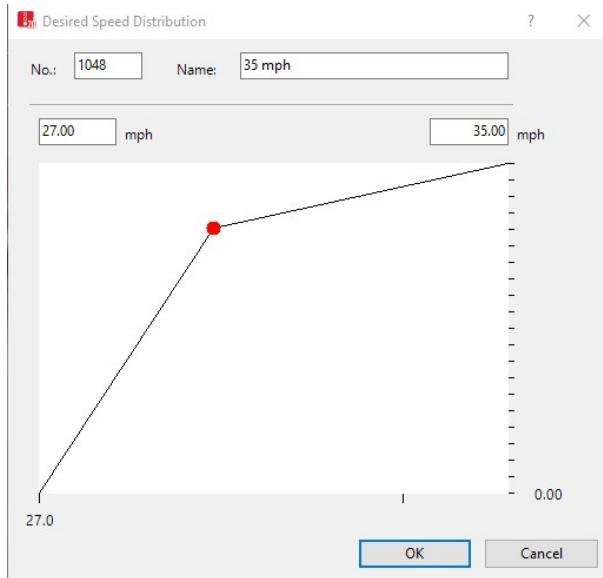 Desired Speed Distribution
No.: 1048 Name: 35 mph
27.00 mph 35.00 mph
0.00
27.0
OK Cancel